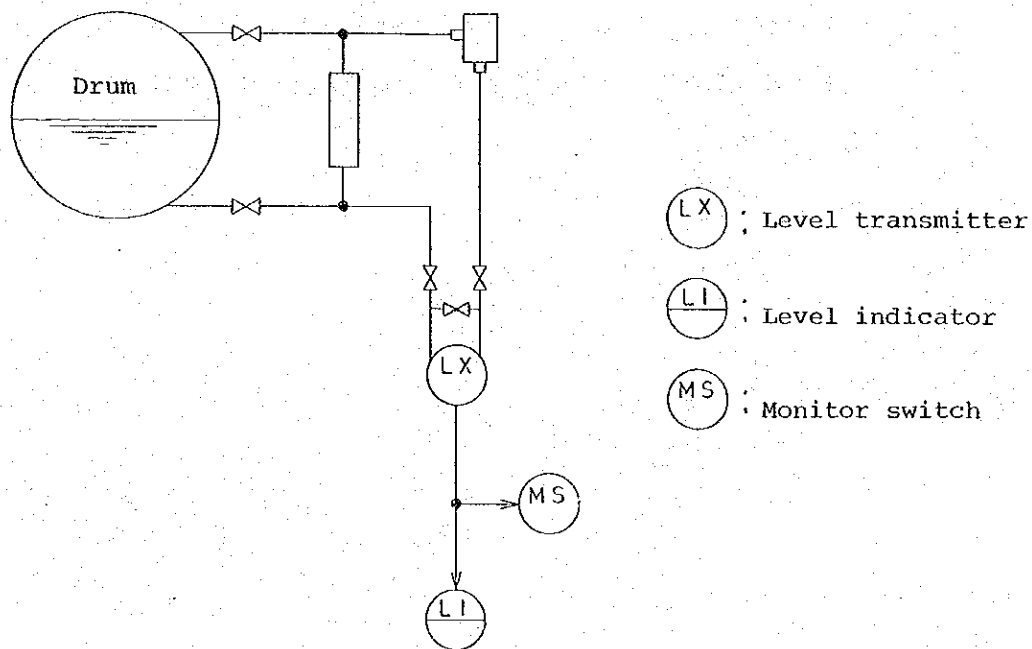 Drum
LX : Level transmitter
LI : Level indicator
LX
MS : Monitor switch
MS
LI